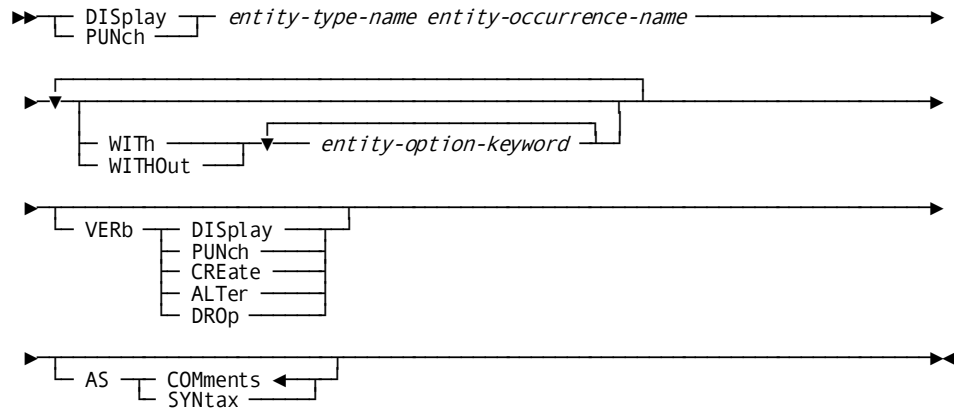 DISplay entity-type-name entity-occurrence-name
PUNch
WITh entity-option-keyword
WITHOut
VERb DISplay
PUNch
CREate
ALTer
DROp
AS COMments
SYNtax